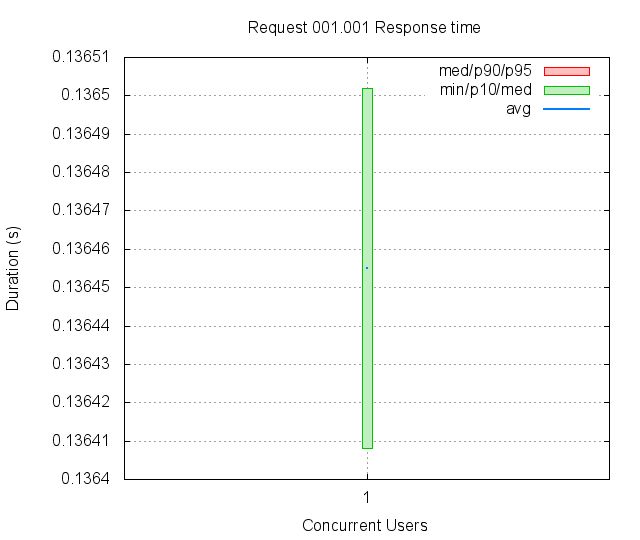 Request 001.001 Response time
0.13651
0.1365
0.13649
0.13648
0.13647
0.13646
0.13645
0.13644
0.13643
0.13642
0.13641
0.1364
Duration (s)
med/p90/p95
min/p10/med
avg
1
Concurrent Users